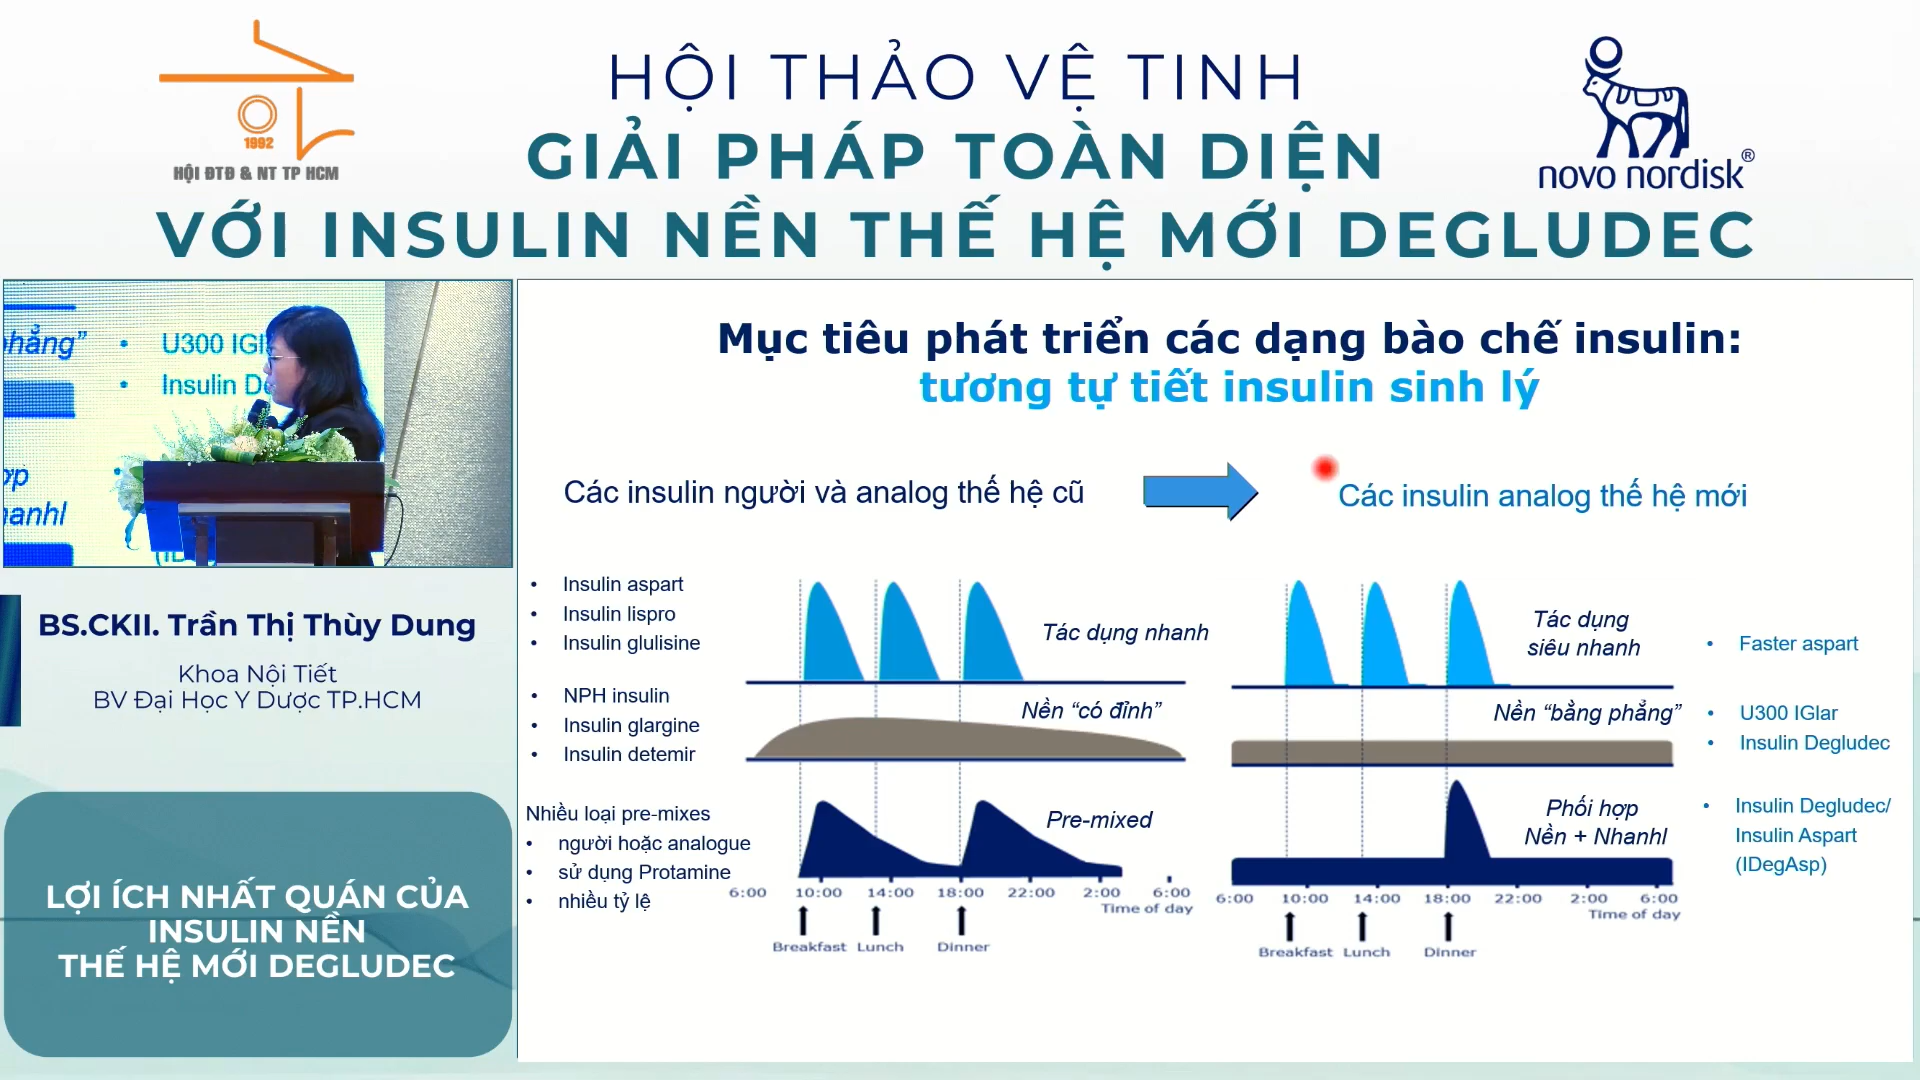 HỘI THẢO VỆ TINH
GIẢI PHÁP TOÀN DIỆN
VỚI INSULIN NỀN THẾ HỆ MỚI DEGLUDEC
1992
HỘI ĐTĐ & NT TP HCM
novo nordisk®
hẳng”
• U300 IGl
• Insulin De
ợp
anhl
BS.CKII. Trần Thị Thùy Dung
Khoa Nội Tiết
BV Đại Học Y Dược TP.HCM
LỢI ÍCH NHẤT QUÁN CỦA
INSULIN NỀN
THẾ HỆ MỚI DEGLUDEC
Mục tiêu phát triển các dạng bào chế insulin:
tương tự tiết insulin sinh lý
Các insulin người và analog thế hệ cũ
Các insulin analog thế hệ mới
• Insulin aspart
• Insulin lispro
• Insulin glulisine
Tác dụng nhanh
• NPH insulin
• Insulin glargine
• Insulin detemir
Nền “có đỉnh”
Nhiều loại pre-mixes
• người hoặc analogue
• sử dụng Protamine
• nhiều tỷ lệ
Pre-mixed
6:00 10:00 14:00 18:00 22:00 2:00 6:00
Time of day
Breakfast Lunch Dinner
Tác dụng
siêu nhanh
• Faster aspart
Nền “bằng phẳng”
• U300 IGlar
• Insulin Degludec
Phối hợp
Nền + Nhanhl
• Insulin Degludec/
Insulin Aspart
(IDegAsp)
6:00 10:00 14:00 18:00 22:00 2:00 6:00
Time of day
Breakfast Lunch Dinner